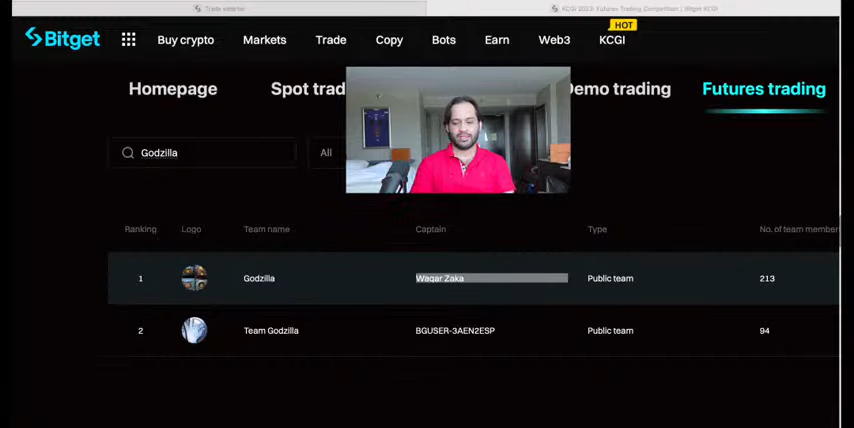 Trade selector
KCGI 2023: Futures Trading Competition | Bitget KCGI
HOT
Bitget Buy crypto Markets Trade Copy Bots Earn Web3 KCGI
Homepage Spot trad Demo trading Futures trading
Godzilla All
Ranking Logo Team name Captain Type No. of team member
1 Godzilla Waqar Zaka Public team 213
2 Team Godzilla BGUSER-3AEN2ESP Public team 94